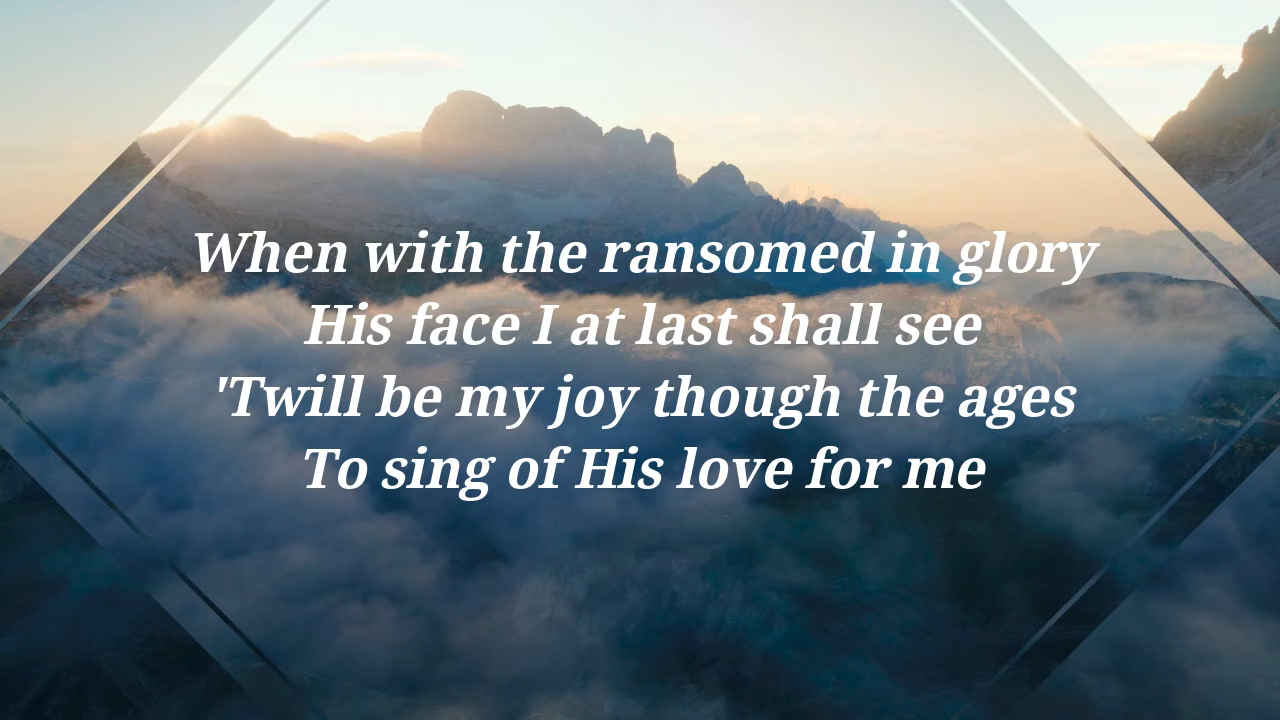 When with the ransomed in glory
His face I at last shall see
'Twill be my joy though the ages
To sing of His love for me